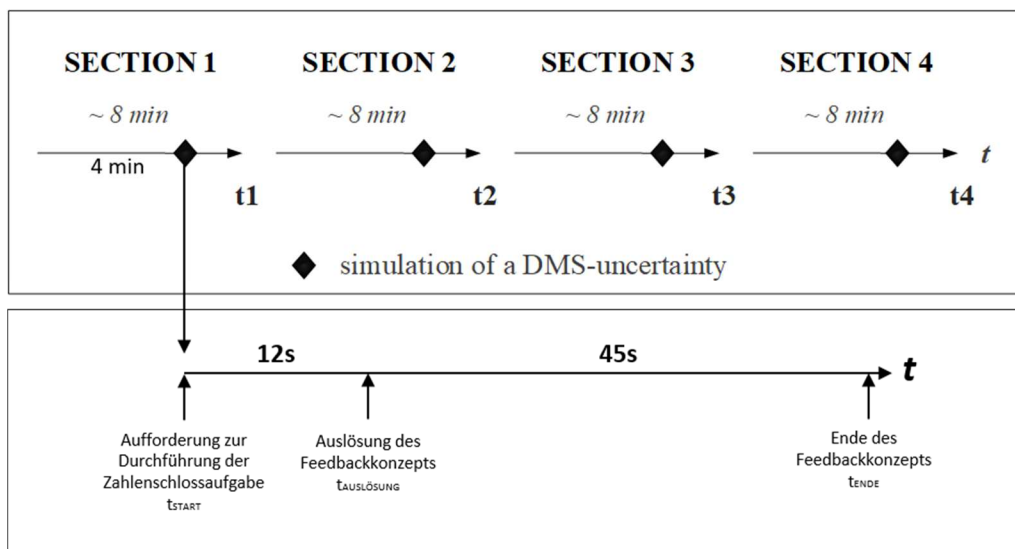 SECTION 1 SECTION 2 SECTION 3 SECTION 4
~ 8 min ~ 8 min ~ 8 min ~ 8 min
4 min t
t1 t2 t3 t4
simulation of a DMS-uncertainty
12s 45s
t
Aufforderung zur
Durchführung der
Zahlenschlossaufgabe
tSTART
Auslösung des
Feedbackkonzepts
tAUSLÖSUNG
Ende des
Feedbackkonzepts
tENDE